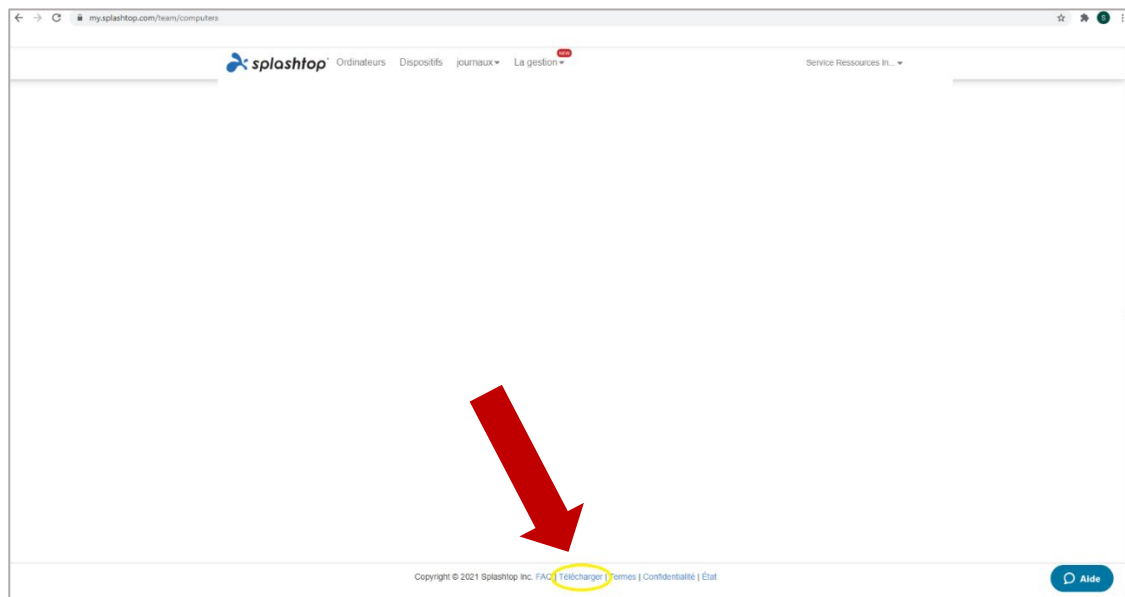 my.splashtop.com/team/computers
S
splashtop Ordinateurs Dispositifs journaux La gestion NEW Service Ressources In...
Copyright © 2021 Splashtop Inc. FAQ | Télécharger | Termes | Confidentialité | État
Aide